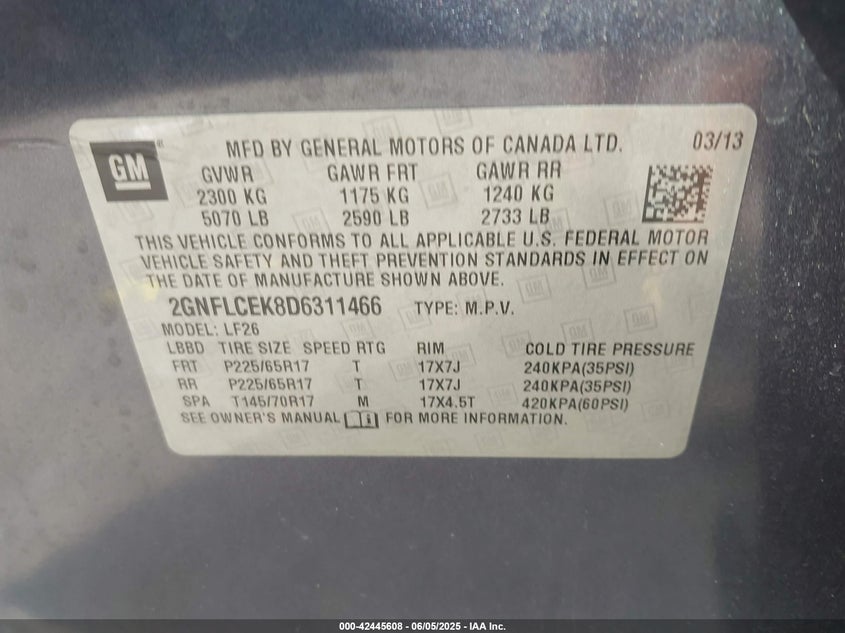 GM
MFD BY GENERAL MOTORS OF CANADA LTD.
03/13
GVWR GAWR FRT GAWR RR
2300 KG 1175 KG 1240 KG
5070 LB 2590 LB 2733 LB
THIS VEHICLE CONFORMS TO ALL APPLICABLE U.S. FEDERAL MOTOR
VEHICLE SAFETY AND THEFT PREVENTION STANDARDS IN EFFECT ON
THE DATE OF MANUFACTURE SHOWN ABOVE.
2GNFLCEK8D6311466 TYPE: M.P.V.
MODEL: LF26
LBBD TIRE SIZE SPEED RTG RIM COLD TIRE PRESSURE
FRT P225/65R17 T 17X7J 240KPA(35PSI)
RR P225/65R17 T 17X7J 240KPA(35PSI)
SPA T145/70R17 M 17X4.5T 420KPA(60PSI)
SEE OWNER'S MANUAL FOR MORE INFORMATION.
000-42445608 - 06/05/2025 - IAA Inc.